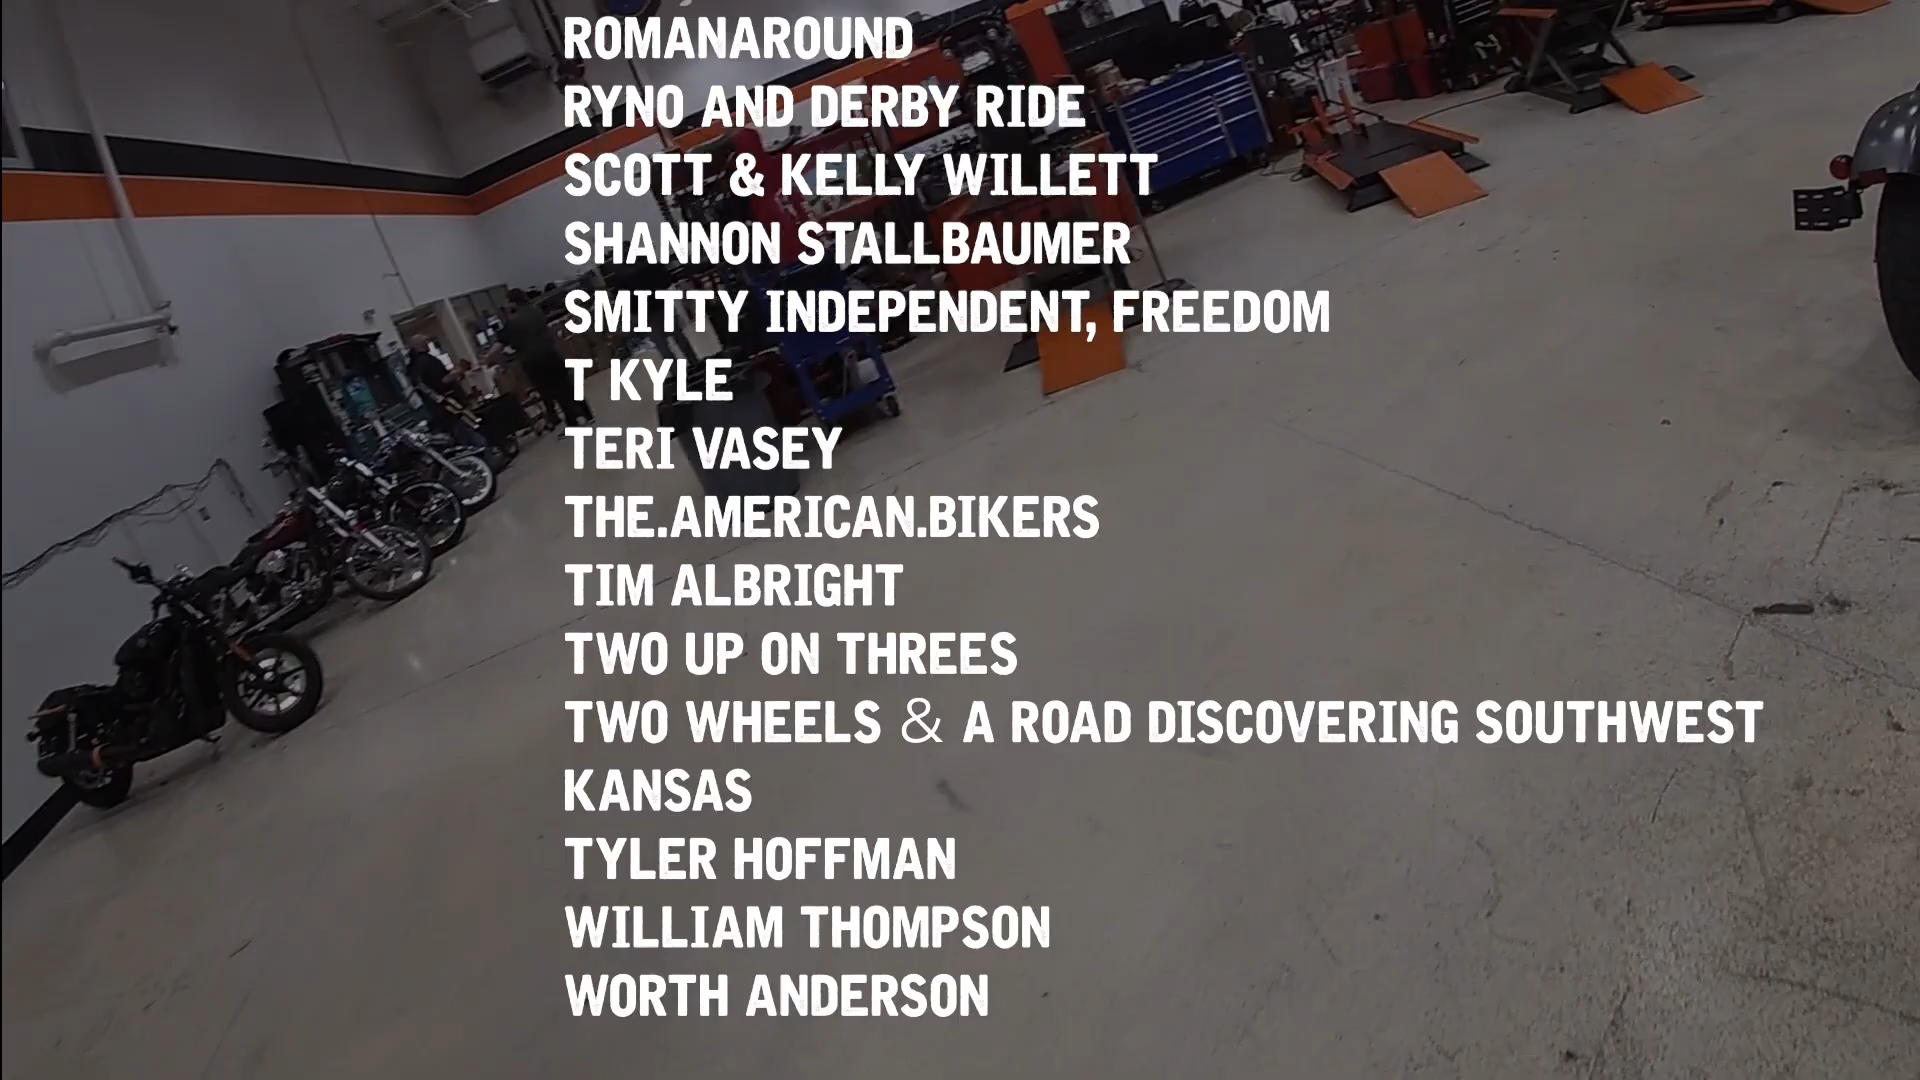 ROMANAROUND
RYNO AND DERBY RIDE
SCOTT & KELLY WILLETT
SHANNON STALLBAUMER
SMITTY INDEPENDENT, FREEDOM
T KYLE
TERI VASEY
THE.AMERICAN.BIKERS
TIM ALBRIGHT
TWO UP ON THREES
TWO WHEELS & A ROAD DISCOVERING SOUTHWEST
KANSAS
TYLER HOFFMAN
WILLIAM THOMPSON
WORTH ANDERSON